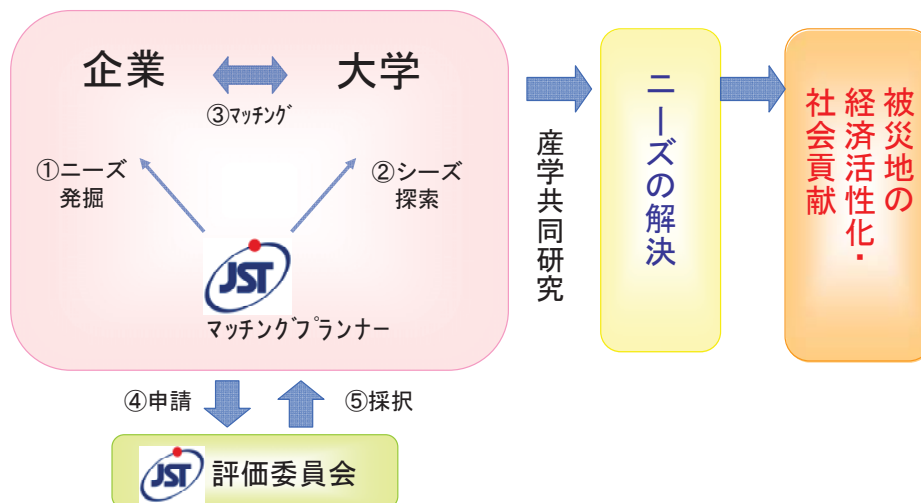 企業
大学
③ﾏｯﾁﾝｸﾞ
①ニーズ
発掘
②シーズ
探索
JST
ﾏｯﾁﾝｸﾞﾌﾟﾗﾝﾅｰ
④申請
⑤採択
JST 評価委員会
産学共同研究
ニーズの解決
被災地の
経済活性化・
社会貢献